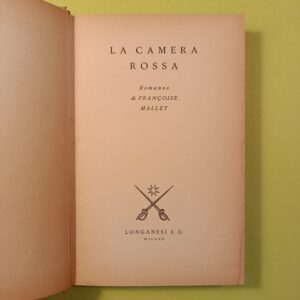 LA CAMERA
ROSSA
Romanzo
di FRANÇOISE
MALLET
LONGANESI & C.
MILANO